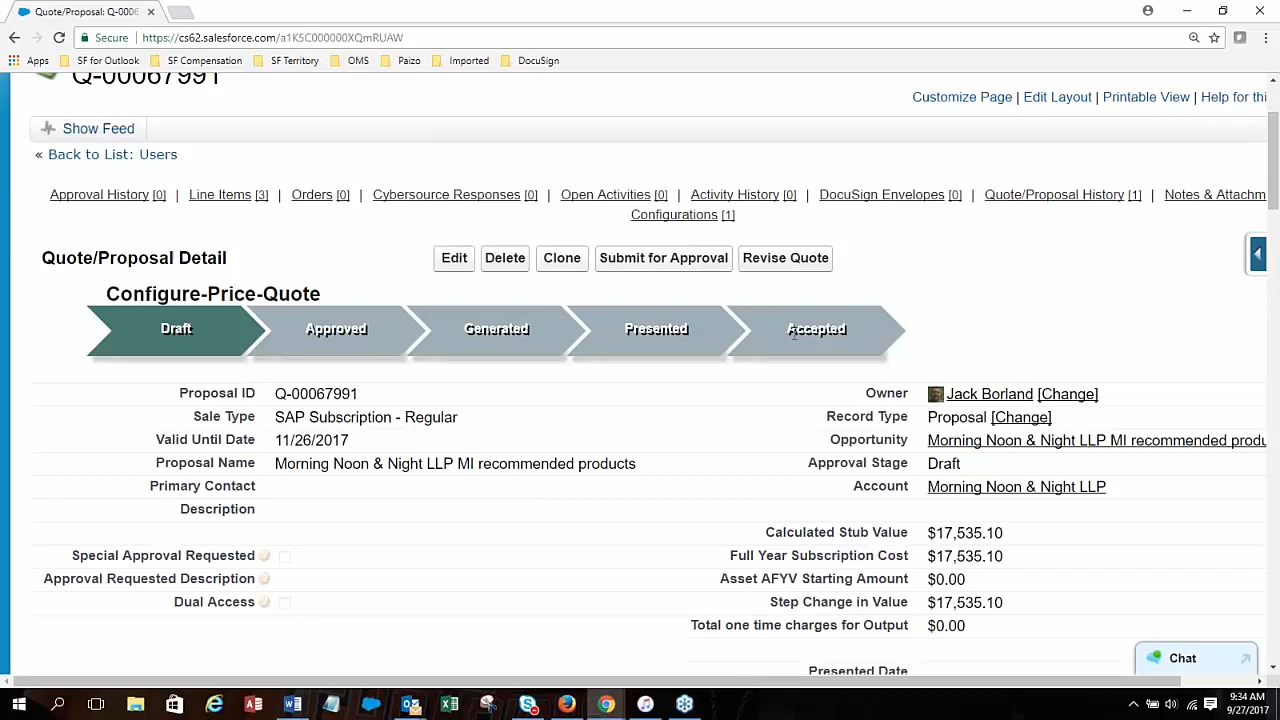 Quote/Proposal: Q-0006
Secure https://cs62.salesforce.com/a1K5C000000XQmRUAW
Apps SF for Outlook SF Compensation SF Territory OMS Paizo Imported DocuSign
Q-00067991
Customize Page | Edit Layout | Printable View | Help for thi
Show Feed
« Back to List: Users
Approval History [0] | Line Items [3] | Orders [0] | Cybersource Responses [0] | Open Activities [0] | Activity History [0] | DocuSign Envelopes [0] | Quote/Proposal History [1] | Notes & Attachm
Configurations [1]
Quote/Proposal Detail Edit Delete Clone Submit for Approval Revise Quote
Configure-Price-Quote
Draft Approved Generated Presented Accepted
Proposal ID Q-00067991 Owner Jack Borland [Change]
Sale Type SAP Subscription - Regular Record Type Proposal [Change]
Valid Until Date 11/26/2017 Opportunity Morning Noon & Night LLP MI recommended produ
Proposal Name Morning Noon & Night LLP MI recommended products Approval Stage Draft
Primary Contact Account Morning Noon & Night LLP
Description
Calculated Stub Value $17,535.10
Special Approval Requested Full Year Subscription Cost $17,535.10
Approval Requested Description Asset AFYV Starting Amount $0.00
Dual Access Step Change in Value $17,535.10
Total one time charges for Output $0.00
Presented Date
Chat
9:34 AM
9/27/2017